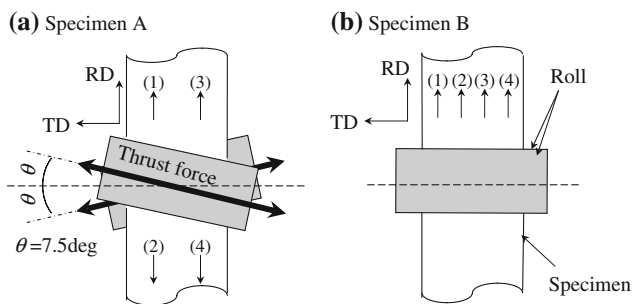 (a) Specimen A
RD
TD
(1)
(3)
Thrust force
θ
θ
θ=7.5deg
(2)
(4)
(b) Specimen B
RD
TD
(1) (2) (3) (4)
Roll
Specimen